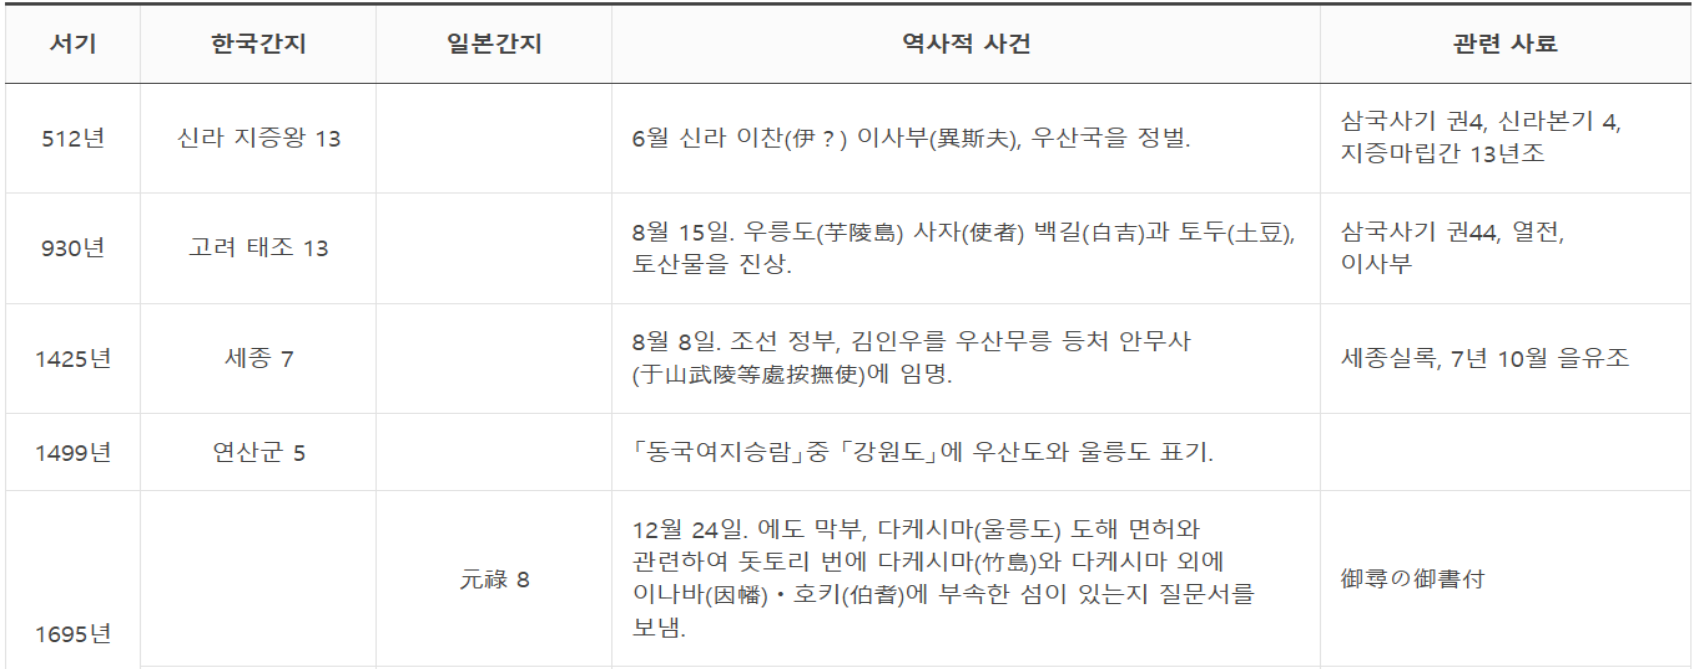 서기 한국간지 일본간지 역사적 사건 관련 사료
512년 신라 지증왕 13 6월 신라 이찬(伊 ? ) 이사부(異斯夫), 우산국을 정벌. 삼국사기 권4, 신라본기 4,
지증마립간 13년조
930년 고려 태조 13 8월 15일. 우릉도(芋陵島) 사자(使者) 백길(白吉)과 토두(土豆),
토산물을 진상. 삼국사기 권44, 열전,
이사부
1425년 세종 7 8월 8일. 조선 정부, 김인우를 우산무릉 등처 안무사
(于山武陵等處按撫使)에 임명. 세종실록, 7년 10월 을유조
1499년 연산군 5 「동국여지승람」중 「강원도」에 우산도와 울릉도 표기.
1695년 元祿 8 12월 24일. 에도 막부, 다케시마(울릉도) 도해 면허와
관련하여 돗토리 번에 다케시마(竹島)와 다케시마 외에
이나바(因幡)・호키(伯耆)에 부속한 섬이 있는지 질문서를
보냄. 御尋の御書付